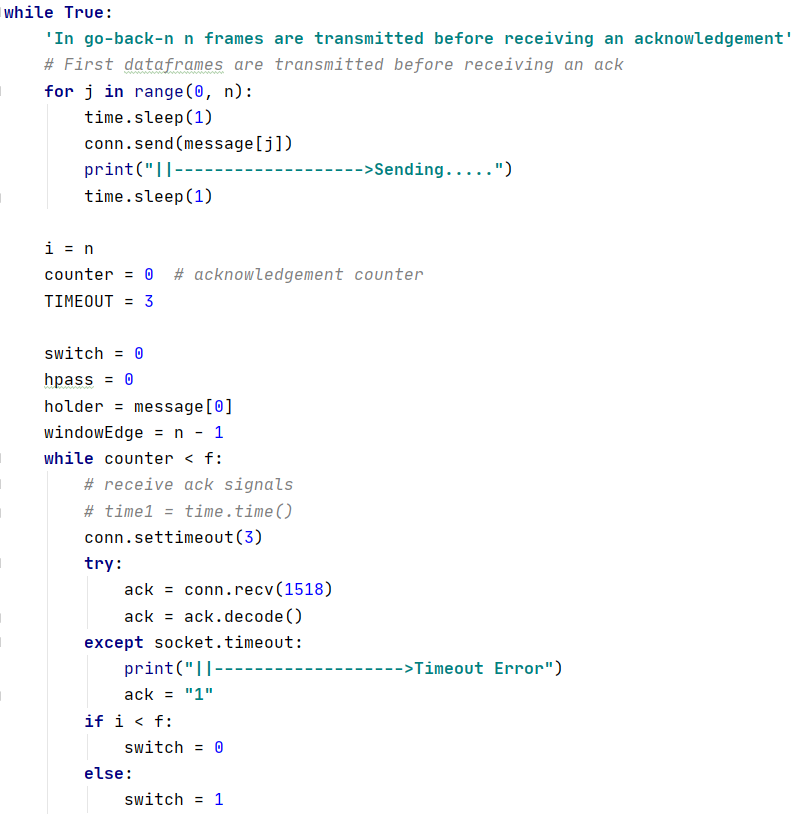 while True:
    'In go-back-n n frames are transmitted before receiving an acknowledgement'
    # First dataframes are transmitted before receiving an ack
    for j in range(0, n):
        time.sleep(1)
        conn.send(message[j])
        print("||------------------->Sending.....")
        time.sleep(1)

    i = n
    counter = 0  # acknowledgement counter
    TIMEOUT = 3

    switch = 0
    hpass = 0
    holder = message[0]
    windowEdge = n - 1
    while counter < f:
        # receive ack signals
        # time1 = time.time()
        conn.settimeout(3)
        try:
            ack = conn.recv(1518)
            ack = ack.decode()
        except socket.timeout:
            print("||------------------->Timeout Error")
            ack = "1"
        if i < f:
            switch = 0
        else:
            switch = 1